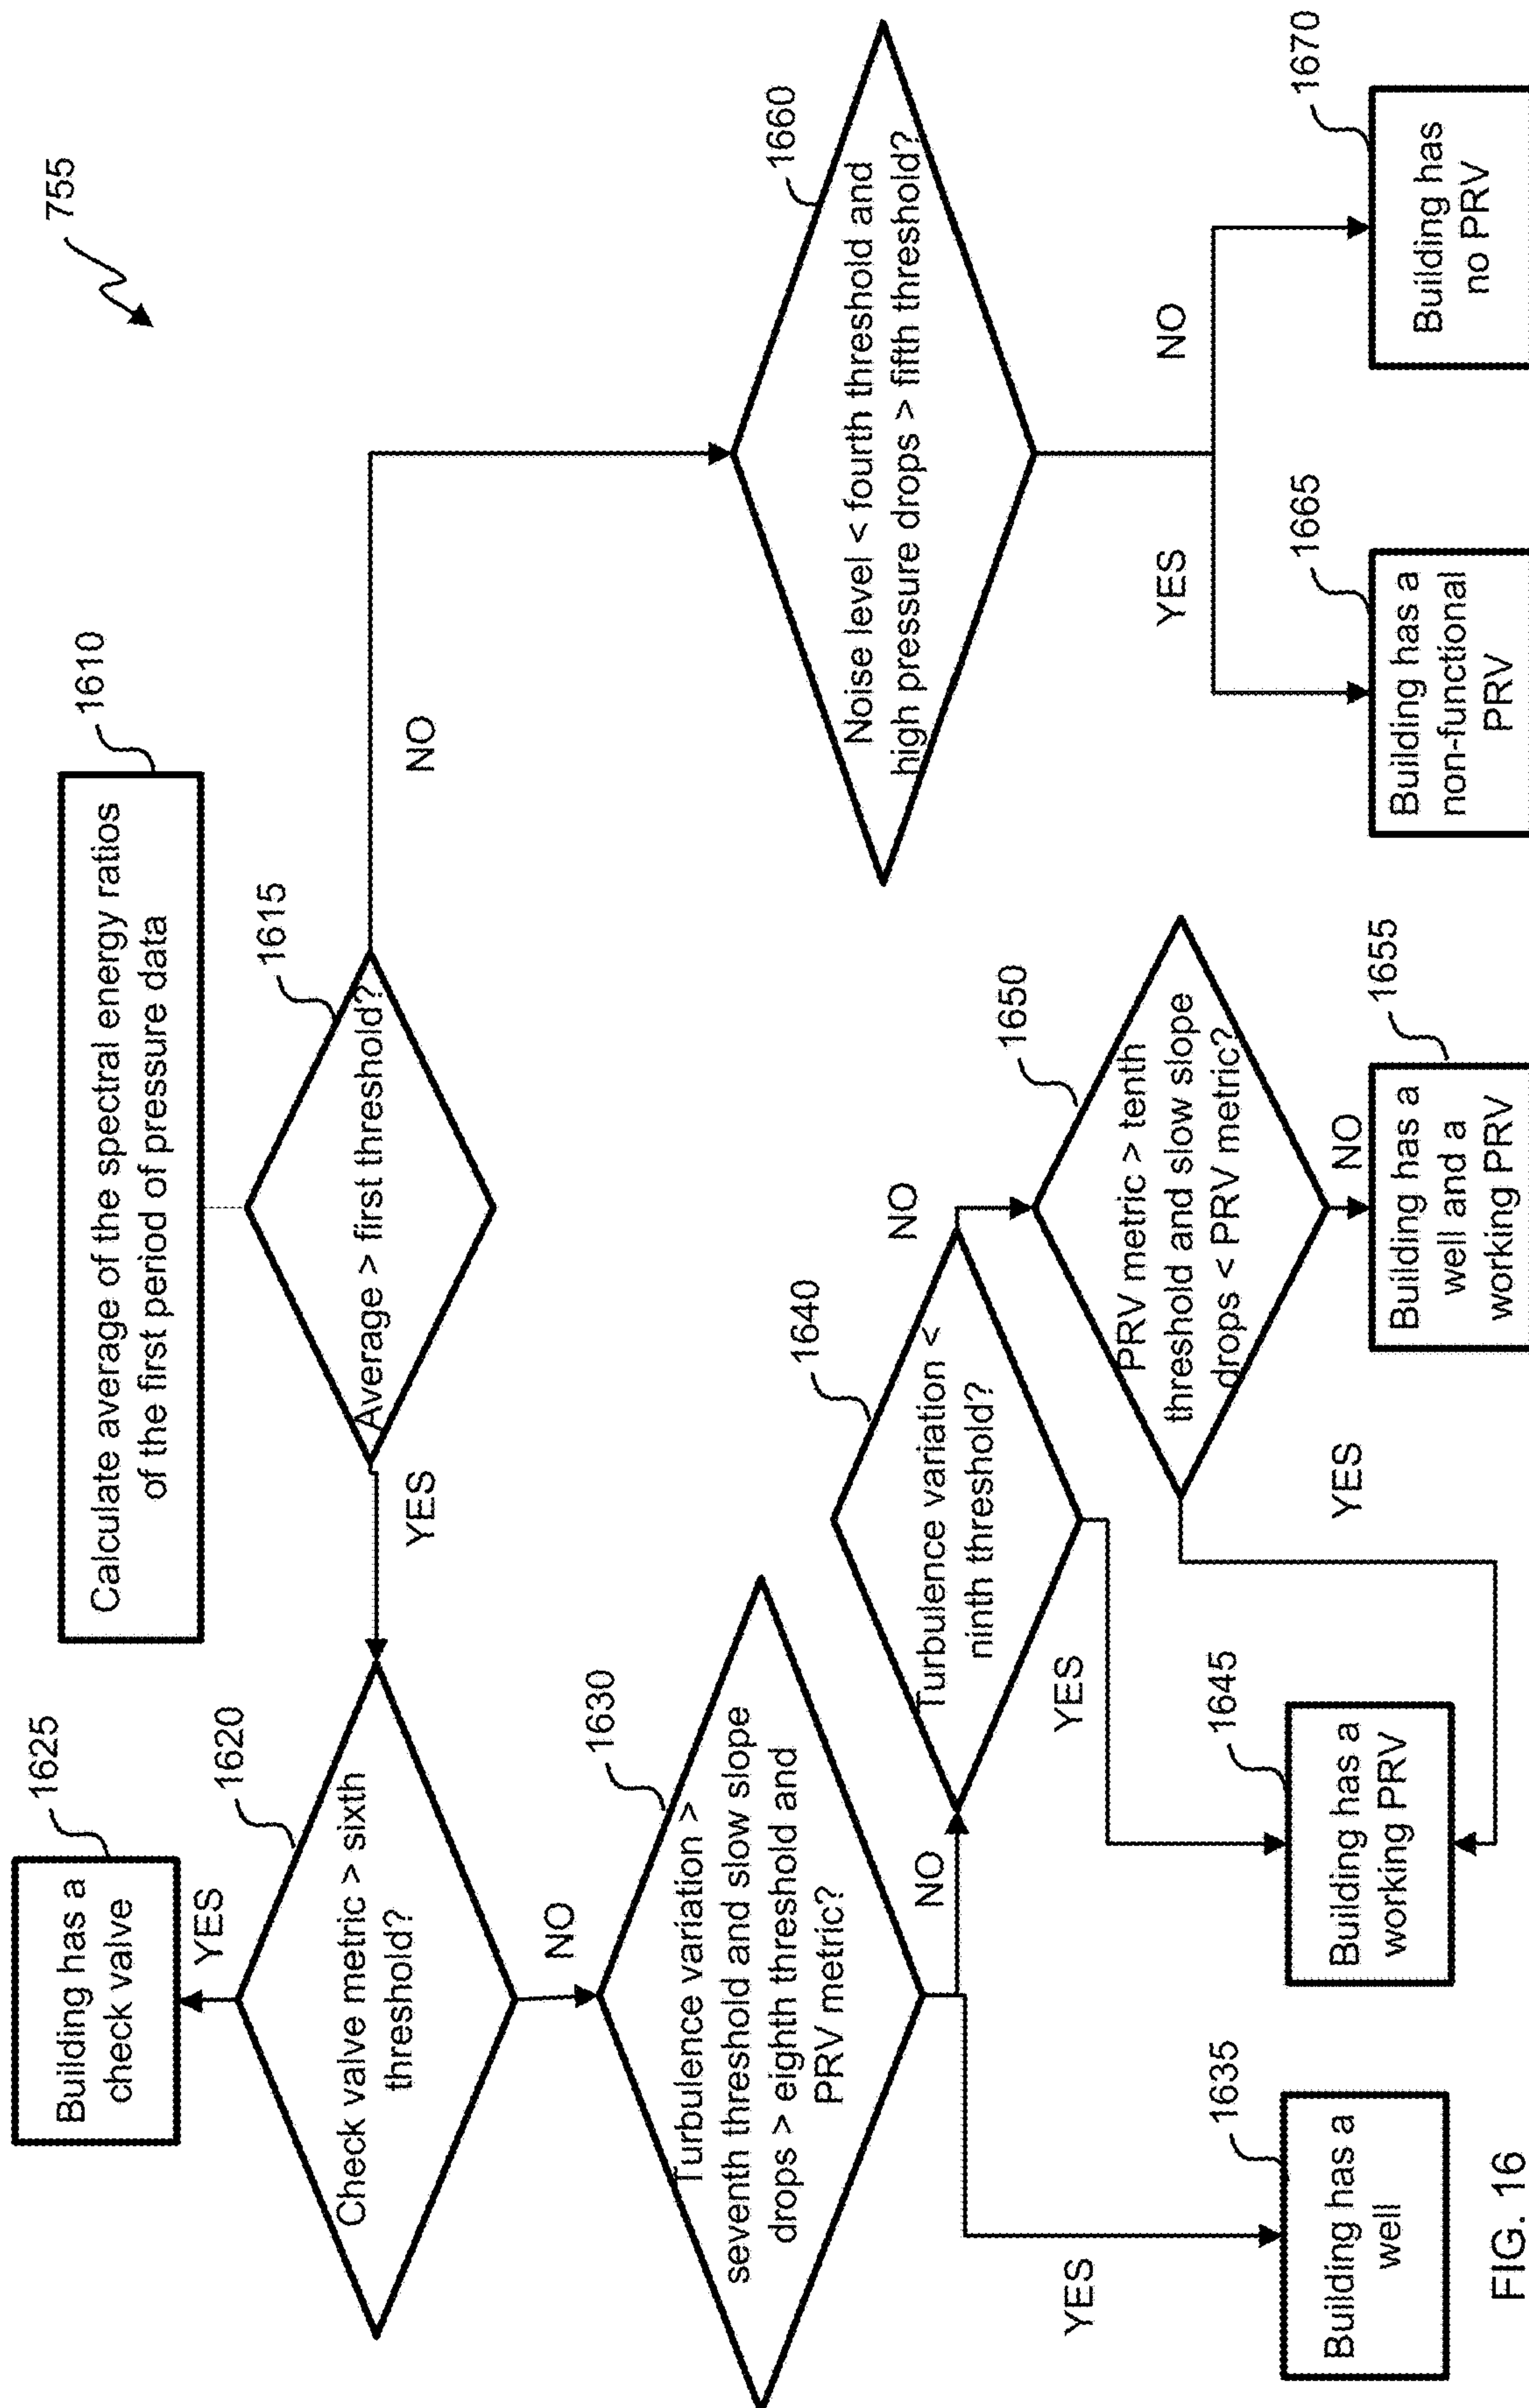 755
1610
Calculate average of the spectral energy ratios
of the first period of pressure data
1615
Average > first threshold?
YES
NO
1625
Building has a
check valve
YES
1620
Check valve metric > sixth
threshold?
NO
1630
Turbulence variation >
seventh threshold and slow slope
drops > eighth threshold and
PRV metric?
NO
YES
1635
Building has a
well
1640
Turbulence variation <
ninth threshold?
YES
NO
1645
Building has a
working PRV
1650
PRV metric > tenth
threshold and slow slope
drops < PRV metric?
YES
NO
1655
Building has a
well and a
working PRV
1660
Noise level < fourth threshold and
high pressure drops > fifth threshold?
YES
NO
1665
Building has a
non-functional
PRV
1670
Building has
no PRV
FIG. 16